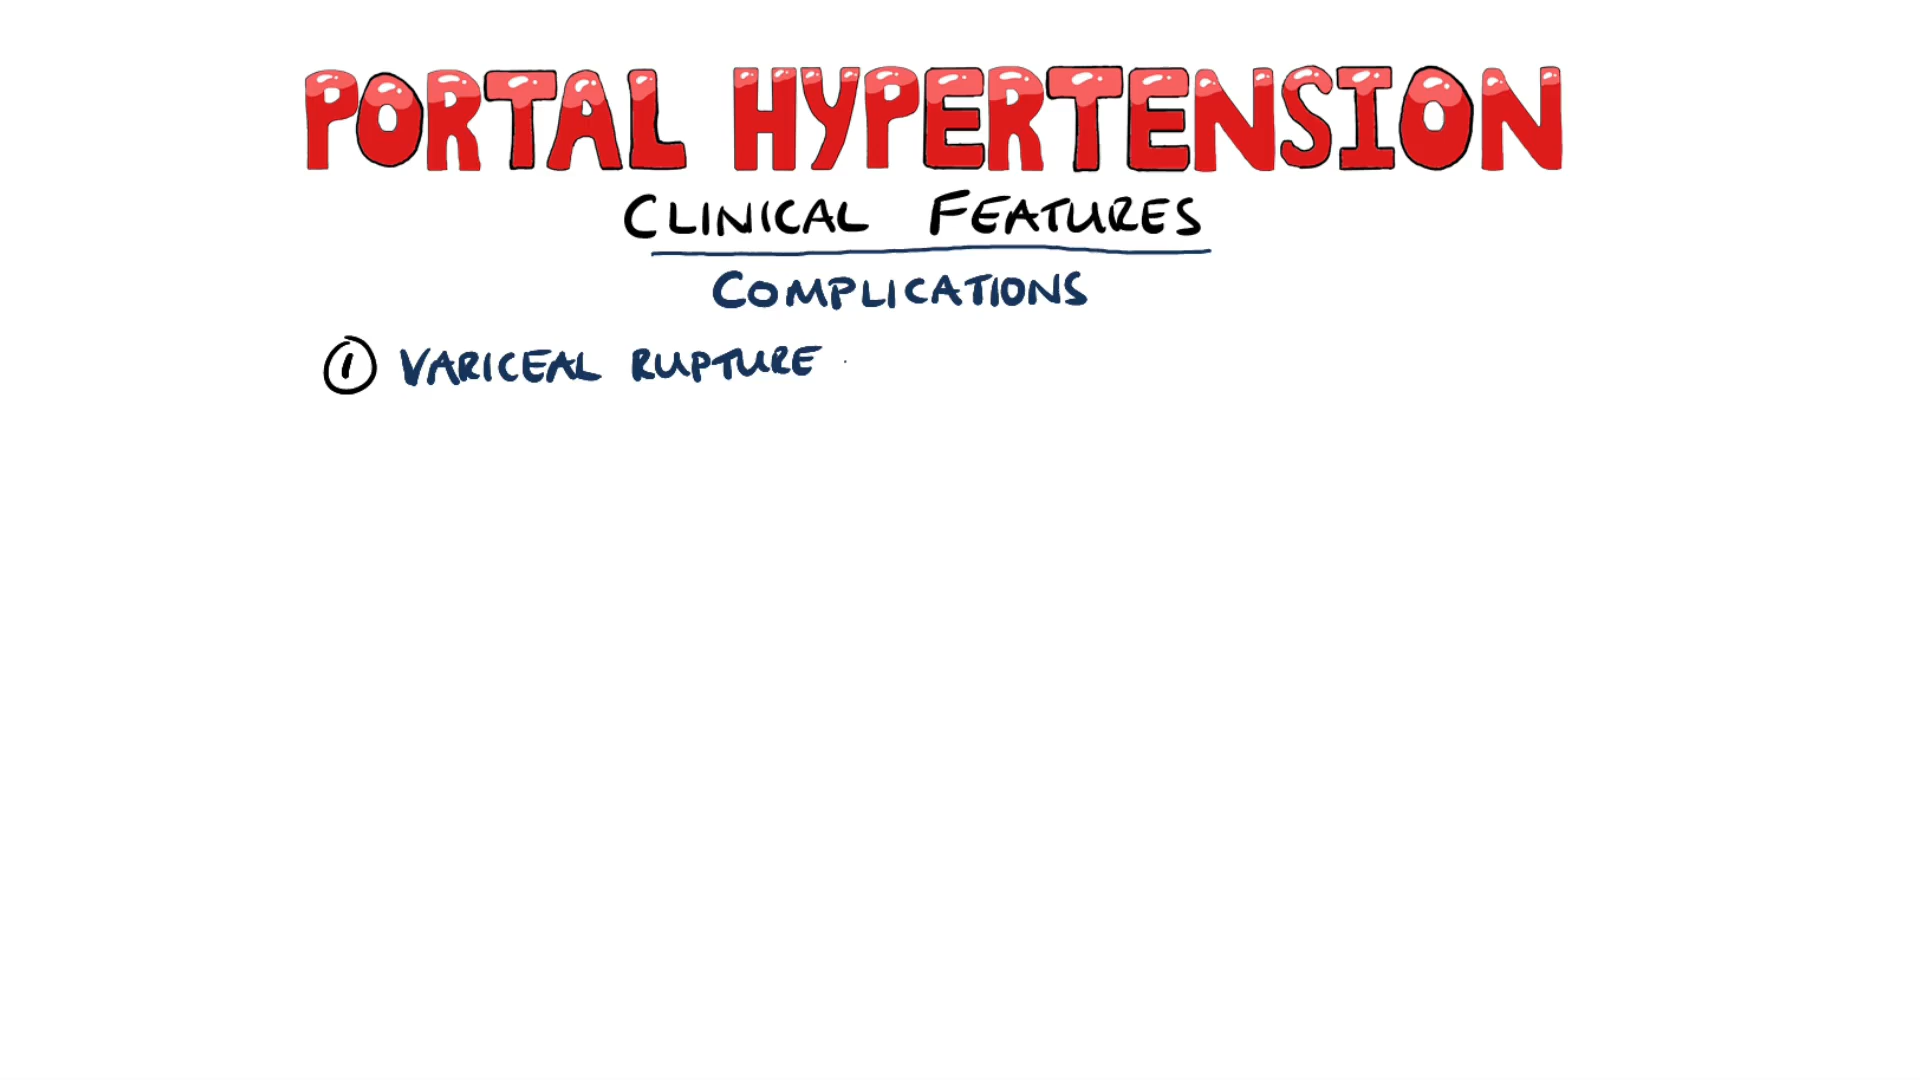 PORTAL HYPERTENSION
CLINICAL FEATURES
COMPLICATIONS
① VARICEAL RUPTURE